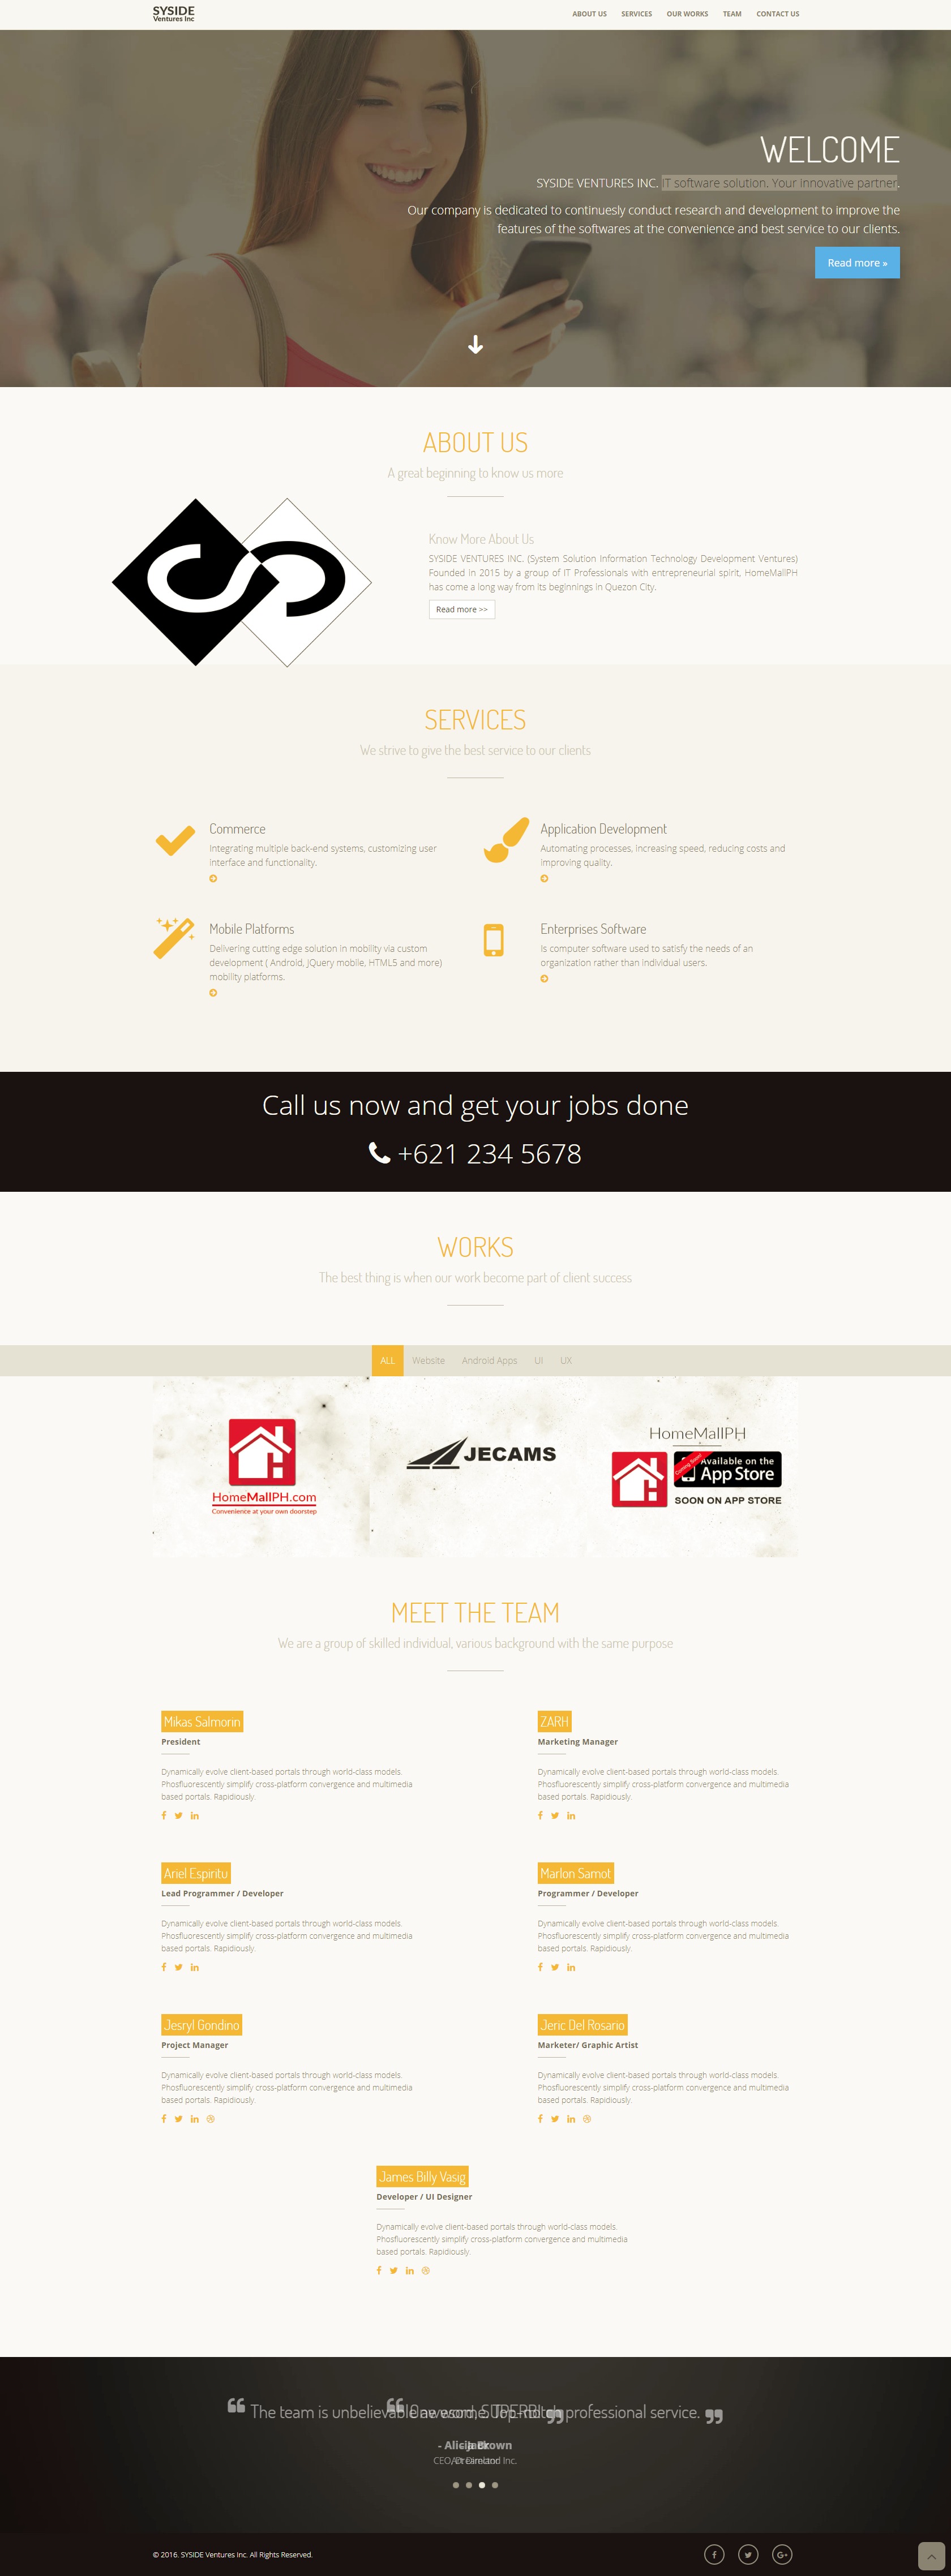 SYSIDE
Ventures Inc
ABOUT US
SERVICES
OUR WORKS
TEAM
CONTACT US
WELCOME
SYSIDE VENTURES INC. IT software solution. Your innovative partner.
Our company is dedicated to continuesly conduct research and development to improve the
features of the softwares at the convenience and best service to our clients.
Read more »
ABOUT US
A great beginning to know us more
Know More About Us
SYSIDE VENTURES INC. (System Solution Information Technology Development Ventures)
Founded in 2015 by a group of IT Professionals with entrepreneurial spirit, HomeMallPH
has come a long way from its beginnings in Quezon City.
Read more >>
SERVICES
We strive to give the best service to our clients
Commerce
Integrating multiple back-end systems, customizing user
interface and functionality.
Application Development
Automating processes, increasing speed, reducing costs and
improving quality.
Mobile Platforms
Delivering cutting edge solution in mobility via custom
development ( Android, JQuery mobile, HTML5 and more)
mobility platforms.
Enterprises Software
Is computer software used to satisfy the needs of an
organization rather than individual users.
Call us now and get your jobs done
+621 234 5678
WORKS
The best thing is when our work become part of client success
ALL
Website
Android Apps
UI
UX
HomeMallPH.com
Convenience at your own doorstep
JECAMS
HomeMallPH
Coming Soon!
Available on the
App Store
SOON ON APP STORE
MEET THE TEAM
We are a group of skilled individual, various background with the same purpose
Mikas Salmorin
President
Dynamically evolve client-based portals through world-class models.
Phosfluorescently simplify cross-platform convergence and multimedia
based portals. Rapidiously.
ZARH
Marketing Manager
Dynamically evolve client-based portals through world-class models.
Phosfluorescently simplify cross-platform convergence and multimedia
based portals. Rapidiously.
Ariel Espiritu
Lead Programmer / Developer
Dynamically evolve client-based portals through world-class models.
Phosfluorescently simplify cross-platform convergence and multimedia
based portals. Rapidiously.
Marlon Samot
Programmer / Developer
Dynamically evolve client-based portals through world-class models.
Phosfluorescently simplify cross-platform convergence and multimedia
based portals. Rapidiously.
Jesryl Gondino
Project Manager
Dynamically evolve client-based portals through world-class models.
Phosfluorescently simplify cross-platform convergence and multimedia
based portals. Rapidiously.
Jeric Del Rosario
Marketer/ Graphic Artist
Dynamically evolve client-based portals through world-class models.
Phosfluorescently simplify cross-platform convergence and multimedia
based portals. Rapidiously.
James Billy Vasig
Developer / UI Designer
Dynamically evolve client-based portals through world-class models.
Phosfluorescently simplify cross-platform convergence and multimedia
based portals. Rapidiously.
The team is unbelievable professional service.
© 2016. SYSIDE Ventures Inc. All Rights Reserved.